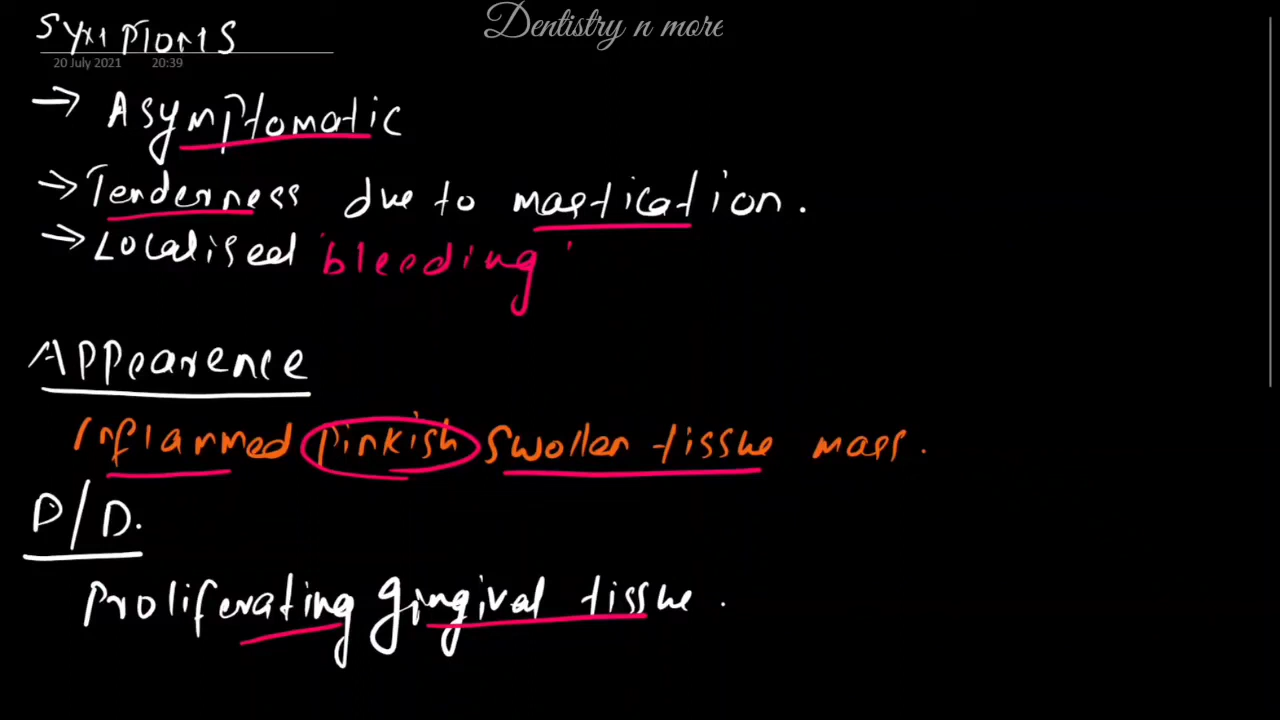 Symptoms
Dentistry n more
20 July 2021 20:39
→ Asymptomatic
→ Tenderness due to mastication.
→ Localised 'bleeding'
Appearence
Inflammed pinkish swollen tissue mass.
D/D.
Proliferating gingival tissue.